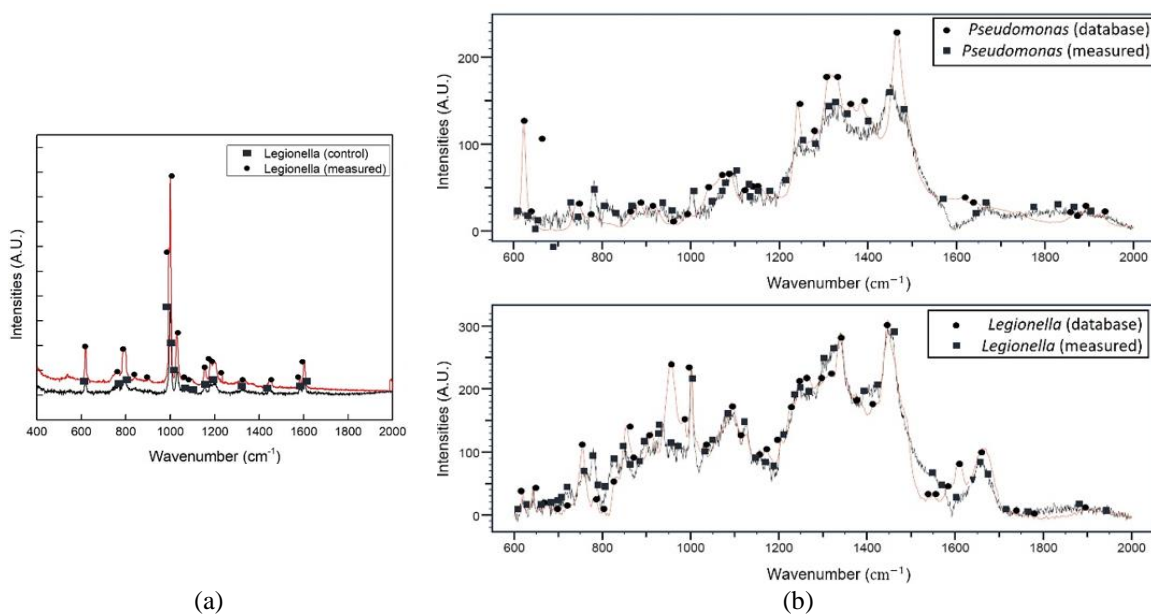 (a)
Intensities (A.U.)
Legionella (control)
Legionella (measured)
400 600 800 1000 1200 1400 1600 1800 2000
Wavenumber (cm⁻¹)
(a)
(b)
Intensities (A.U.)
200
100
0
Pseudomonas (database)
Pseudomonas (measured)
600 800 1000 1200 1400 1600 1800 2000
Wavenumber (cm⁻¹)
Intensities (A.U.)
300
200
100
0
Legionella (database)
Legionella (measured)
600 800 1000 1200 1400 1600 1800 2000
Wavenumber (cm⁻¹)
(b)